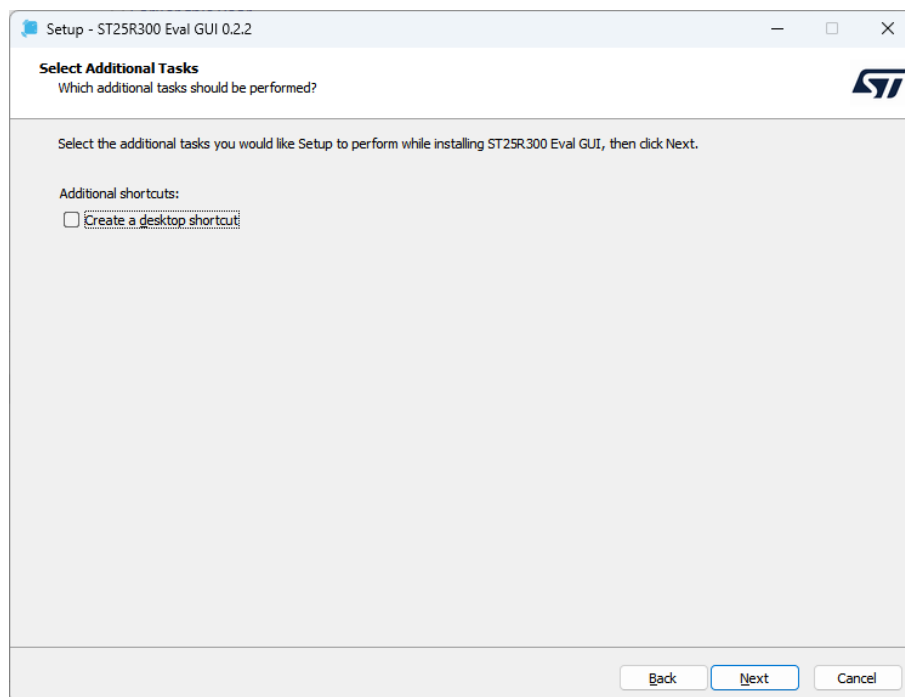 Setup - ST25R300 Eval GUI 0.2.2
Select Additional Tasks
Which additional tasks should be performed?
ST
Select the additional tasks you would like Setup to perform while installing ST25R300 Eval GUI, then click Next.
Additional shortcuts:
Create a desktop shortcut
Back Next Cancel